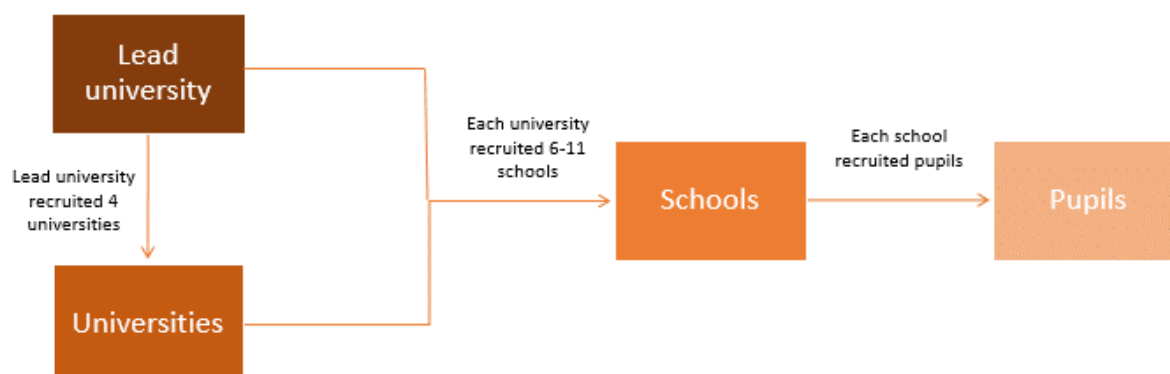 Lead
university
Lead university
recruited 4
universities
Universities
Each university
recruited 6-11
schools
Schools
Each school
recruited pupils
Pupils